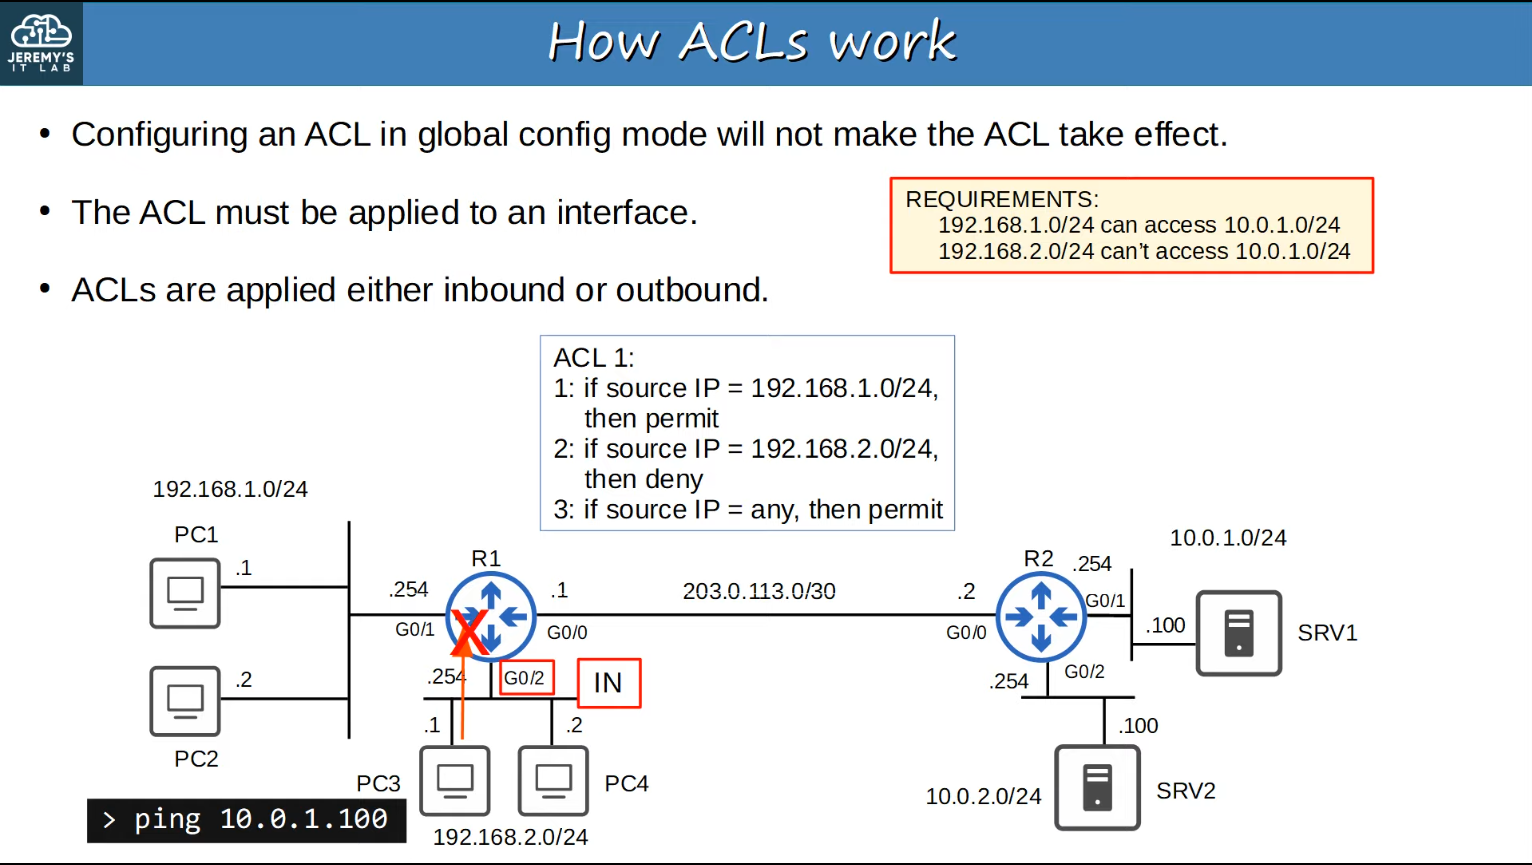 JEREMY'S
IT LAB
How ACLs work
• Configuring an ACL in global config mode will not make the ACL take effect.
• The ACL must be applied to an interface.
• ACLs are applied either inbound or outbound.
REQUIREMENTS:
192.168.1.0/24 can access 10.0.1.0/24
192.168.2.0/24 can’t access 10.0.1.0/24
ACL 1:
1: if source IP = 192.168.1.0/24,
then permit
2: if source IP = 192.168.2.0/24,
then deny
3: if source IP = any, then permit
192.168.1.0/24
PC1
.1
.2
PC2
R1
.254
G0/1
.1
G0/0
.254
G0/2
IN
.1
.2
PC3
PC4
192.168.2.0/24
> ping 10.0.1.100
203.0.113.0/30
R2
.2
G0/0
.254
G0/1
10.0.1.0/24
.100
SRV1
.254
G0/2
.100
10.0.2.0/24
SRV2